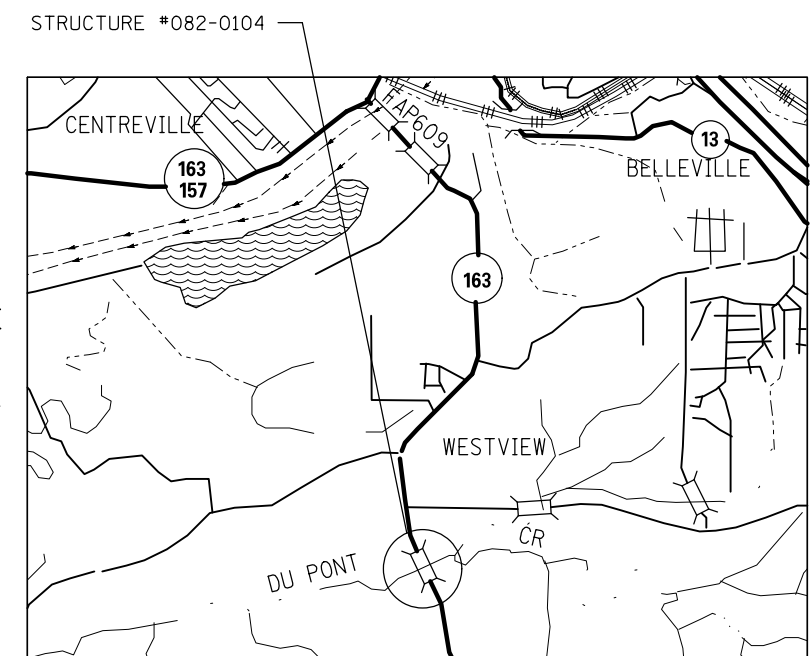 STRUCTURE #082-0104
CENTREVILLE
FAP609
163
157
13
BELLEVILLE
163
WESTVIEW
CR
DU PONT